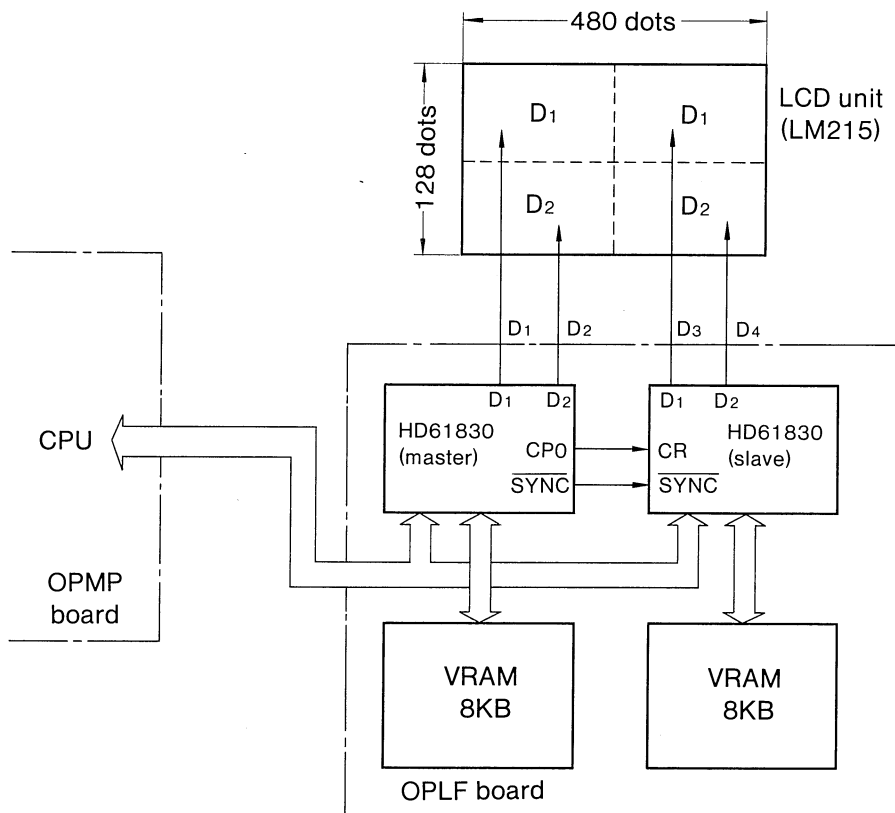 480 dots
128 dots
D1
D1
D2
D2
LCD unit
(LM215)
D1
D2
D3
D4
D1
D2
HD61830
(master)
CPO
SYNC
D1
D2
HD61830
(slave)
CR
SYNC
CPU
OPMP
board
VRAM
8KB
VRAM
8KB
OPLF board